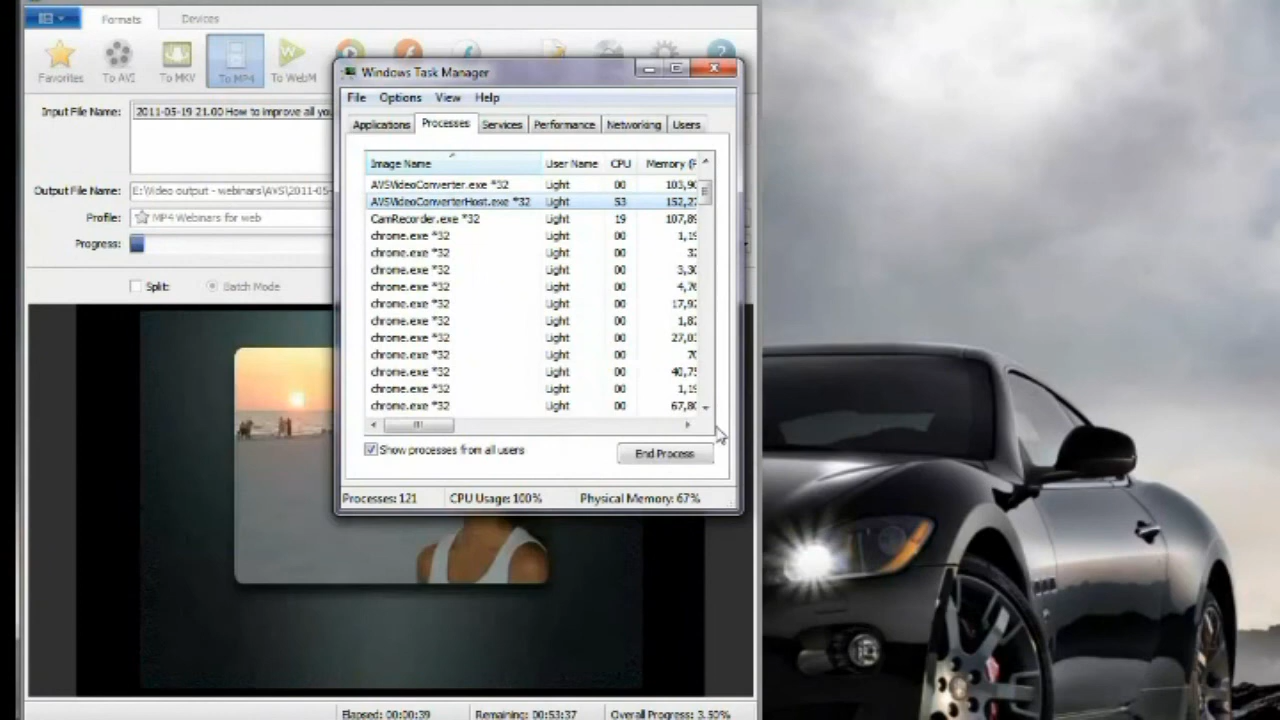 Formats Devices
Favorites To AVI To MKV To MP4 To WebM
Input File Name: 2011-05-19 21.00 How to improve all you
Output File Name: E:\Video output - webinars\AVS\2011-05-
Profile: MP4 Webinars for web
Progress:
Split: Batch Mode
Windows Task Manager
File Options View Help
Applications Processes Services Performance Networking Users
Image Name User Name CPU Memory (P
AVSVideoConverter.exe *32 Light 00 103,90
AVSVideoConverterHost.exe *32 Light 53 152,2
CamRecorder.exe *32 Light 19 107,89
chrome.exe *32 Light 00 1,19
chrome.exe *32 Light 00 32
chrome.exe *32 Light 00 3,30
chrome.exe *32 Light 00 4,76
chrome.exe *32 Light 00 17,92
chrome.exe *32 Light 00 1,82
chrome.exe *32 Light 00 27,03
chrome.exe *32 Light 00 70
chrome.exe *32 Light 00 40,75
chrome.exe *32 Light 00 1,19
chrome.exe *32 Light 00 67,80
Show processes from all users End Process
Processes: 121 CPU Usage: 100% Physical Memory: 67%
Elapsed: 00:00:39 Remaining: 00:53:37 Overall Progress: 3.50%